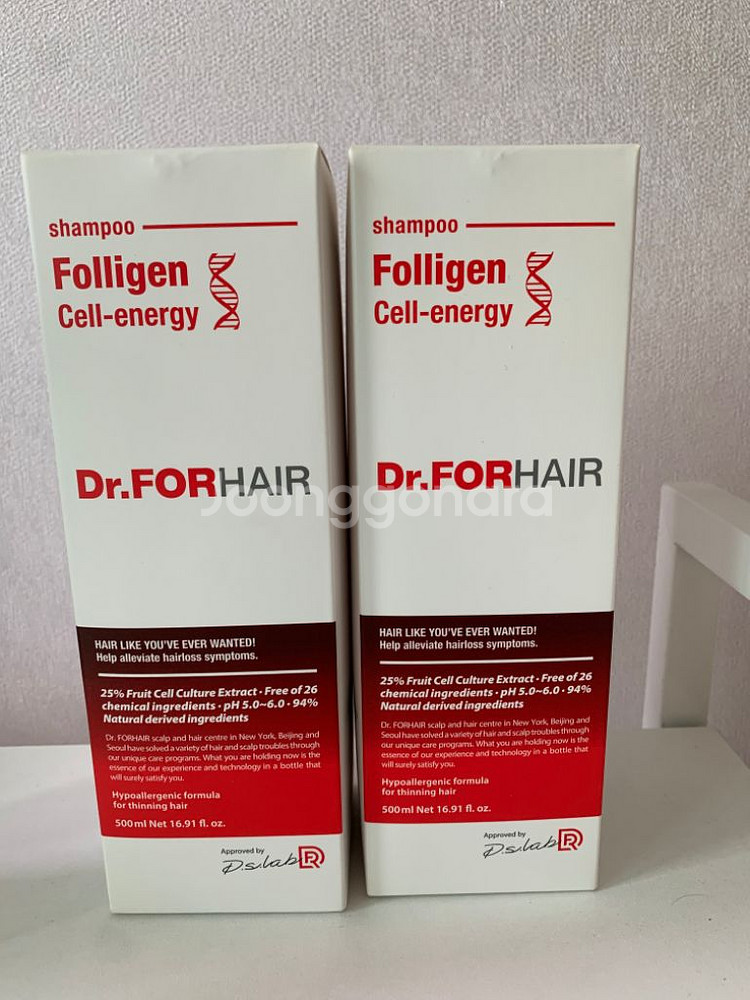 shampoo
Folligen
Cell-energy
Dr.FORHAIR
HAIR LIKE YOU'VE EVER WANTED!
Help alleviate hairloss symptoms.
25% Fruit Cell Culture Extract · Free of 26
chemical ingredients · pH 5.0~6.0 · 94%
Natural derived ingredients
Dr. FORHAIR scalp and hair centre in New York, Beijing and
Seoul have solved a variety of hair and scalp troubles through
our unique care programs. What you are holding now is the
essence of our experience and technology in a bottle that
will surely satisfy you.
Hypoallergenic formula
for thinning hair
500ml Net 16.91 fl. oz.
Approved by
D.s.lab DR
shampoo
Folligen
Cell-energy
Dr.FORHAIR
HAIR LIKE YOU'VE EVER WANTED!
Help alleviate hairloss symptoms.
25% Fruit Cell Culture Extract · Free of 26
chemical ingredients · pH 5.0~6.0 · 94%
Natural derived ingredients
Dr. FORHAIR scalp and hair centre in New York, Beijing and
Seoul have solved a variety of hair and scalp troubles through
our unique care programs. What you are holding now is the
essence of our experience and technology in a bottle that
will surely satisfy you.
Hypoallergenic formula
for thinning hair
500ml Net 16.91 fl. oz.
Approved by
D.s.lab DR
Joonggonara